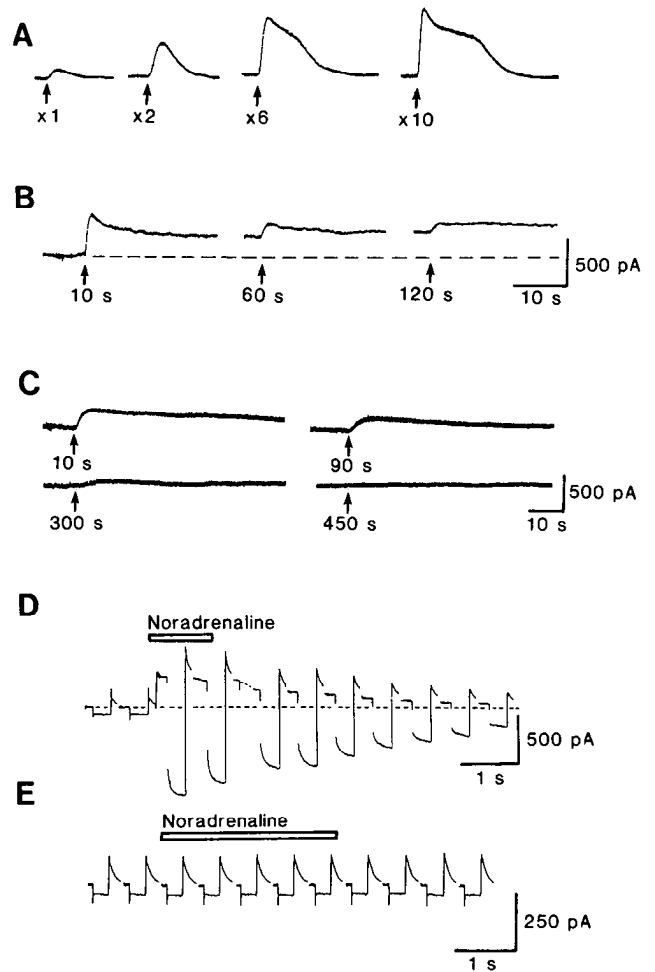 A
x1 x2 x6 x10
B
10 s 60 s 120 s
500 pA
10 s
C
10 s 90 s
300 s 450 s
500 pA
10 s
D
Noradrenaline
500 pA
1 s
E
Noradrenaline
250 pA
1 s